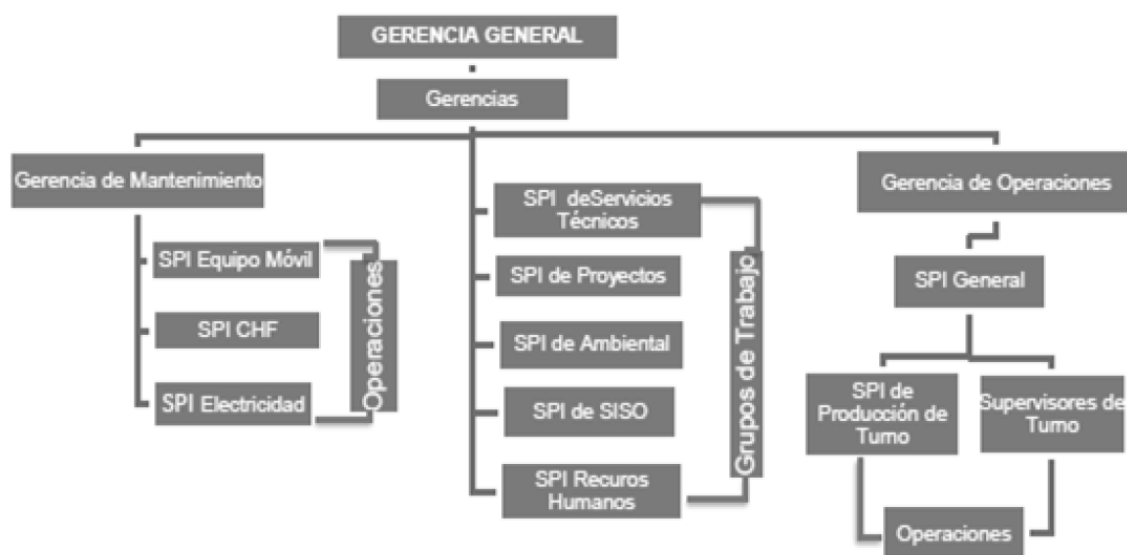 GERENCIA GENERAL
Gerencias
Gerencia de Mantenimiento
SPI Equipo Móvil
SPI CHF
SPI Electricidad
Operaciones
SPI deServicios
Técnicos
SPI de Proyectos
SPI de Ambiental
SPI de SISO
SPI Recuros
Humanos
Grupos de Trabajo
Gerencia de Operaciones
SPI General
SPI de
Producción de
Turno
Supervisores de
Turno
Operaciones